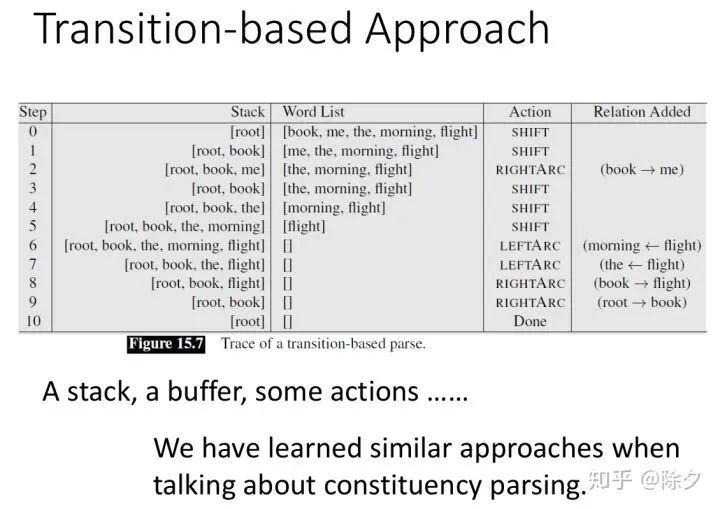 Transition-based Approach
Step Stack Word List Action Relation Added
0 [root] [book, me, the, morning, flight] SHIFT
1 [root, book] [me, the, morning, flight] SHIFT
2 [root, book, me] [the, morning, flight] RIGHTARC (book → me)
3 [root, book] [the, morning, flight] SHIFT
4 [root, book, the] [morning, flight] SHIFT
5 [root, book, the, morning] [flight] SHIFT
6 [root, book, the, morning, flight] [] LEFTARC (morning ← flight)
7 [root, book, the, flight] [] LEFTARC (the ← flight)
8 [root, book, flight] [] RIGHTARC (book → flight)
9 [root, book] [] RIGHTARC (root → book)
10 [root] [] Done
Figure 15.7 Trace of a transition-based parse.
A stack, a buffer, some actions ……
We have learned similar approaches when
talking about constituency parsing.
知乎 @除夕